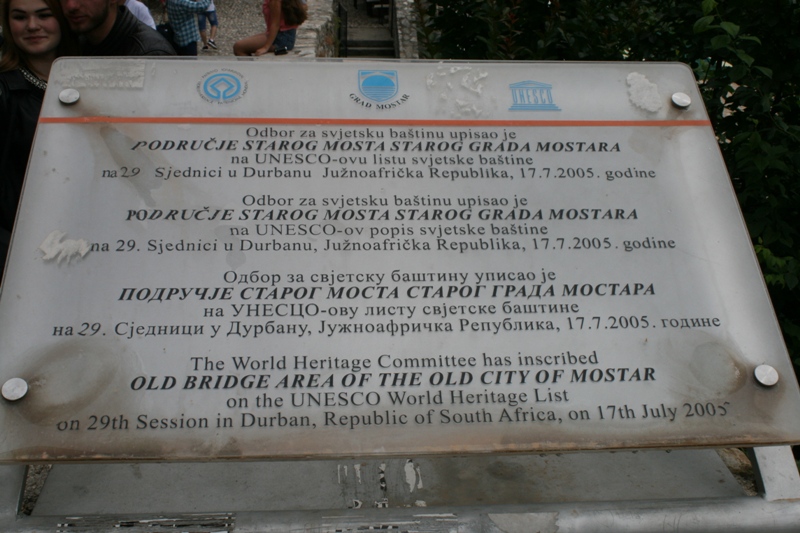 GRAD MOSTAR
UNESCO
Odbor za svjetsku baštinu upisao je
PODRUČJE STAROG MOSTA STAROG GRADA MOSTARA
na UNESCO-ovu listu svjetske baštine
na 29 Sjednici u Durbanu Južnoafrička Republika, 17.7.2005. godine
Odbor za svjetsku baštinu upisao je
PODRUČJE STAROG MOSTA STAROG GRADA MOSTARA
na UNESCO-ov popis svjetske baštine
na 29. Sjednici u Durbanu, Južnoafrička Republika, 17.7.2005. godine
Одбор за свјетску баштину уписао је
ПОДРУЧЈЕ СТАРОГ МОСТА СТАРОГ ГРАДА МОСТАРА
на УНЕСЦО-ову листу свјетске баштине
на 29. Сједници у Дурбану, Јужноафричка Република, 17.7.2005. године
The World Heritage Committee has inscribed
OLD BRIDGE AREA OF THE OLD CITY OF MOSTAR
on the UNESCO World Heritage List
on 29th Session in Durban, Republic of South Africa, on 17th July 2005